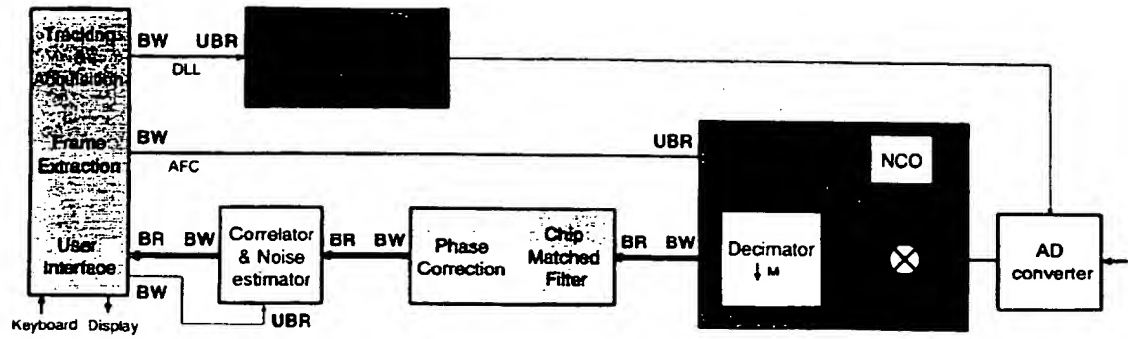 Tracking
&
Acquisition
BW
UBR
DLL
Frame
Extraction
BW
AFC
UBR
NCO
User
Interface
BR
BW
BW
Correlator
& Noise
estimator
UBR
BR
BW
Phase
Correction
Chip
Matched
Filter
BR
BW
Decimator
↓ M
AD
converter
Keyboard
Display